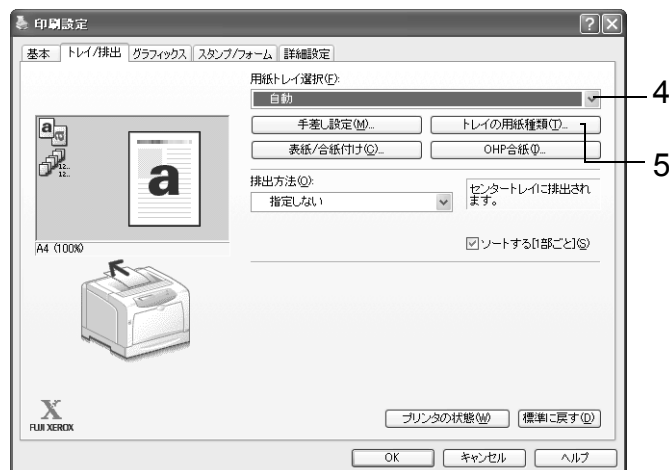 印刷設定
基本 トレイ/排出 グラフィックス スタンプ/フォーム 詳細設定
用紙トレイ選択(F):
自動
4
手差し設定(M)... トレイの用紙種類(T)...
5
表紙/合紙付け(C)... OHP合紙(I)...
排出方法(O):
指定しない
センタートレイに排出されます。
ソートする[1部ごと](S)
a
a
12..
12..
a
A4 (100%)
X
FUJI XEROX
プリンタの状態(W) 標準に戻す(D)
OK キャンセル ヘルプ